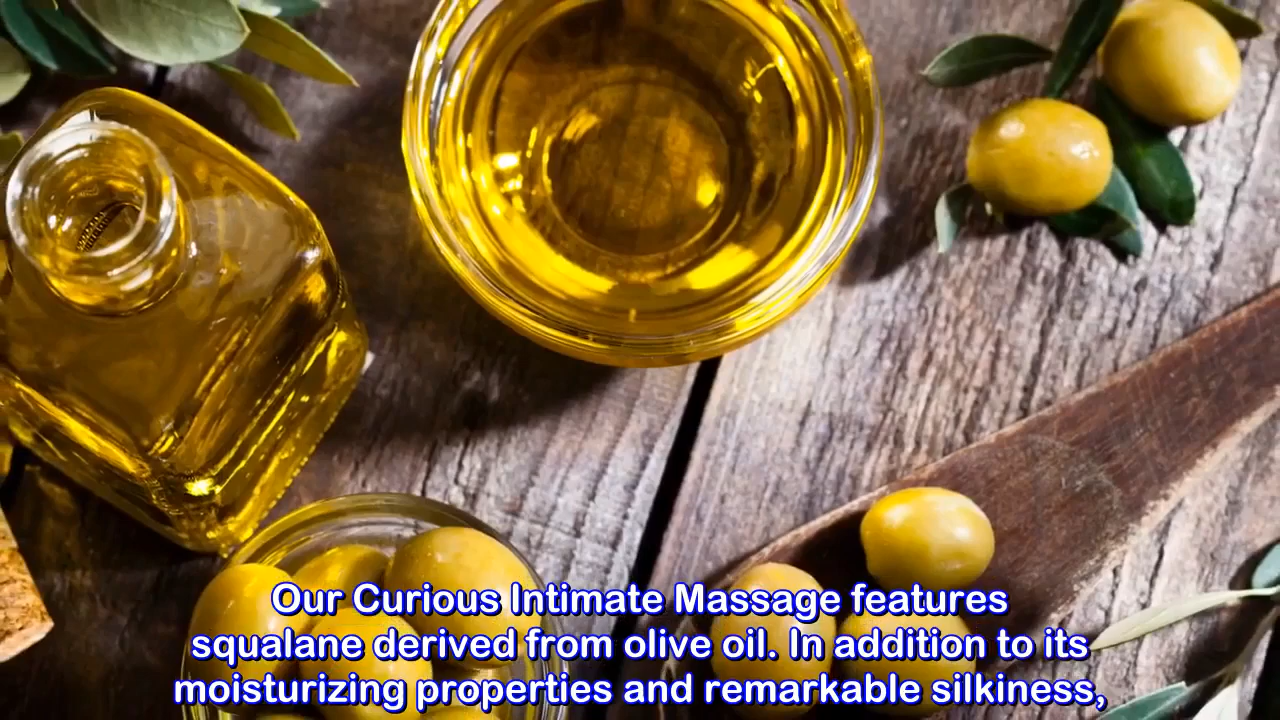 Our Curious Intimate Massage features
squalane derived from olive oil. In addition to its
moisturizing properties and remarkable silkiness,